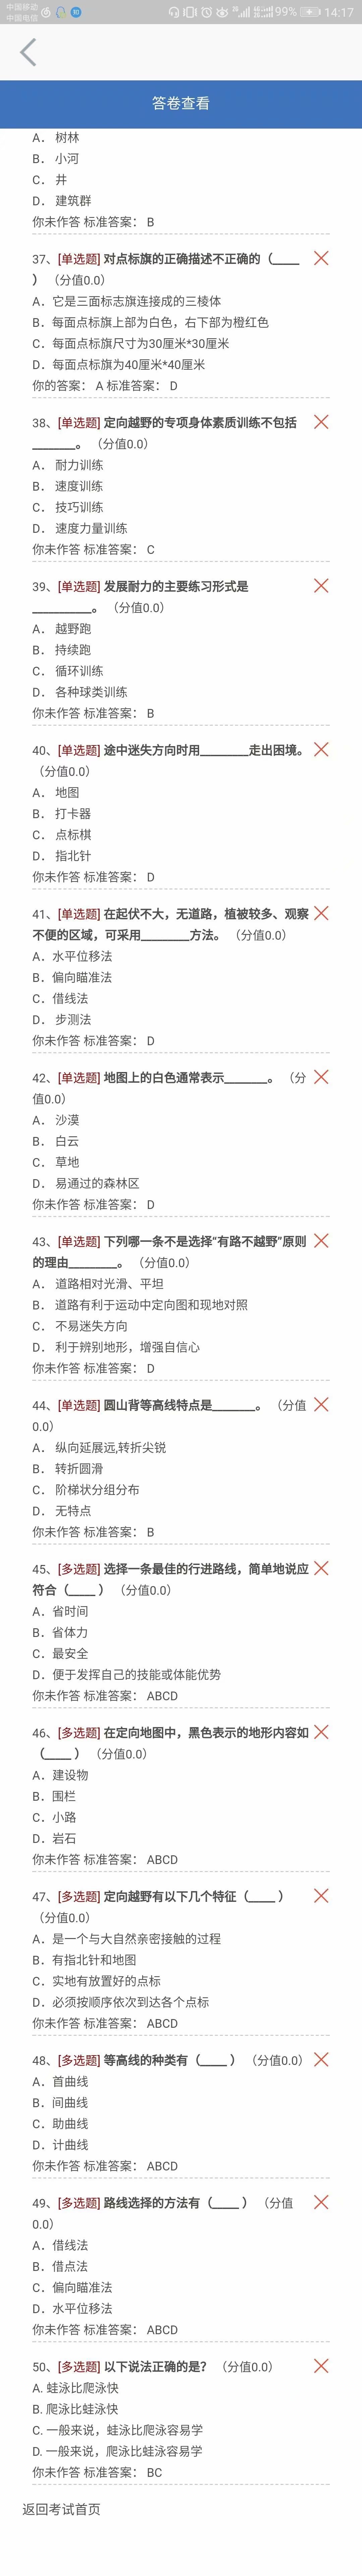 中国移动
中国电信
99%
14:17
答卷查看
A. 树林
B. 小河
C. 井
D. 建筑群
你未作答 标准答案： B
37、[单选题] 对点标旗的正确描述不正确的（____
） （分值0.0）
A．它是三面标志旗连接成的三棱体
B．每面点标旗上部为白色，右下部为橙红色
C．每面点标旗尺寸为30厘米*30厘米
D．每面点标旗为40厘米*40厘米
你的答案： A 标准答案： D
38、[单选题] 定向越野的专项身体素质训练不包括
_______。 （分值0.0）
A． 耐力训练
B． 速度训练
C． 技巧训练
D． 速度力量训练
你未作答 标准答案： C
39、[单选题] 发展耐力的主要练习形式是
__________。 （分值0.0）
A． 越野跑
B． 持续跑
C． 循环训练
D． 各种球类训练
你未作答 标准答案： B
40、[单选题] 途中迷失方向时用________走出困境。
（分值0.0）
A． 地图
B． 打卡器
C． 点标棋
D． 指北针
你未作答 标准答案： D
41、[单选题] 在起伏不大，无道路，植被较多、观察
不便的区域，可采用________方法。 （分值0.0）
A．水平位移法
B．偏向瞄准法
C．借线法
D． 步测法
你未作答 标准答案： D
42、[单选题] 地图上的白色通常表示_______。 （分
值0.0）
A． 沙漠
B． 白云
C． 草地
D． 易通过的森林区
你未作答 标准答案： D
43、[单选题] 下列哪一条不是选择“有路不越野”原则
的理由________。 （分值0.0）
A． 道路相对光滑、平坦
B． 道路有利于运动中定向图和现地对照
C． 不易迷失方向
D． 利于辨别地形，增强自信心
你未作答 标准答案： D
44、[单选题] 圆山背等高线特点是_______。 （分值
0.0）
A． 纵向延展远,转折尖锐
B． 转折圆滑
C． 阶梯状分组分布
D． 无特点
你未作答 标准答案： B
45、[多选题] 选择一条最佳的行进路线，简单地说应
符合（____ ） （分值0.0）
A．省时间
B．省体力
C．最安全
D．便于发挥自己的技能或体能优势
你未作答 标准答案： ABCD
46、[多选题] 在定向地图中，黑色表示的地形内容如
（____ ） （分值0.0）
A．建设物
B．围栏
C．小路
D．岩石
你未作答 标准答案： ABCD
47、[多选题] 定向越野有以下几个特征（____ ）
（分值0.0）
A．是一个与大自然亲密接触的过程
B．有指北针和地图
C．实地有放置好的点标
D．必须按顺序依次到达各个点标
你未作答 标准答案： ABCD
48、[多选题] 等高线的种类有（____ ） （分值0.0）
A．首曲线
B．间曲线
C．助曲线
D．计曲线
你未作答 标准答案： ABCD
49、[多选题] 路线选择的方法有（____ ） （分值
0.0）
A．借线法
B．借点法
C．偏向瞄准法
D．水平位移法
你未作答 标准答案： ABCD
50、[多选题] 以下说法正确的是？ （分值0.0）
A. 蛙泳比爬泳快
B. 爬泳比蛙泳快
C. 一般来说，蛙泳比爬泳容易学
D. 一般来说，爬泳比蛙泳容易学
你未作答 标准答案： BC
返回考试首页